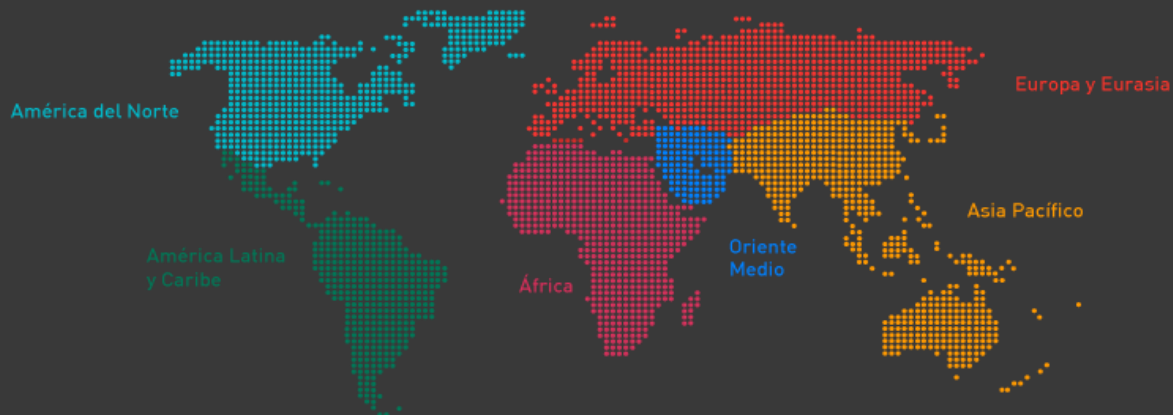 América del Norte
Europa y Eurasia
Asia Pacífico
Oriente
Medio
América Latina
y Caribe
África